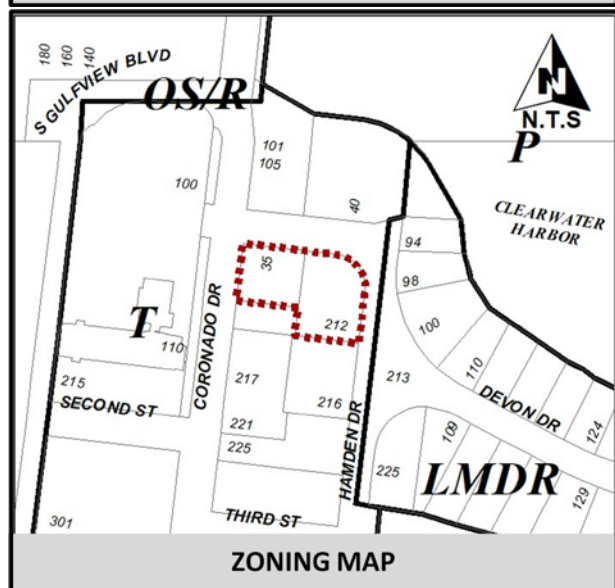 180
160
140
S GULFVIEW BLVD
OS/R
N
N.T.S
P
101
105
CLEARWATER
HARBOR
100
40
94
35
98
CORONADO DR
100
T
212
110
110
213
215
217
DEVON DR
SECOND ST
216
HAMDEN DR
124
221
109
225
225
LMDR
129
THIRD ST
301
ZONING MAP